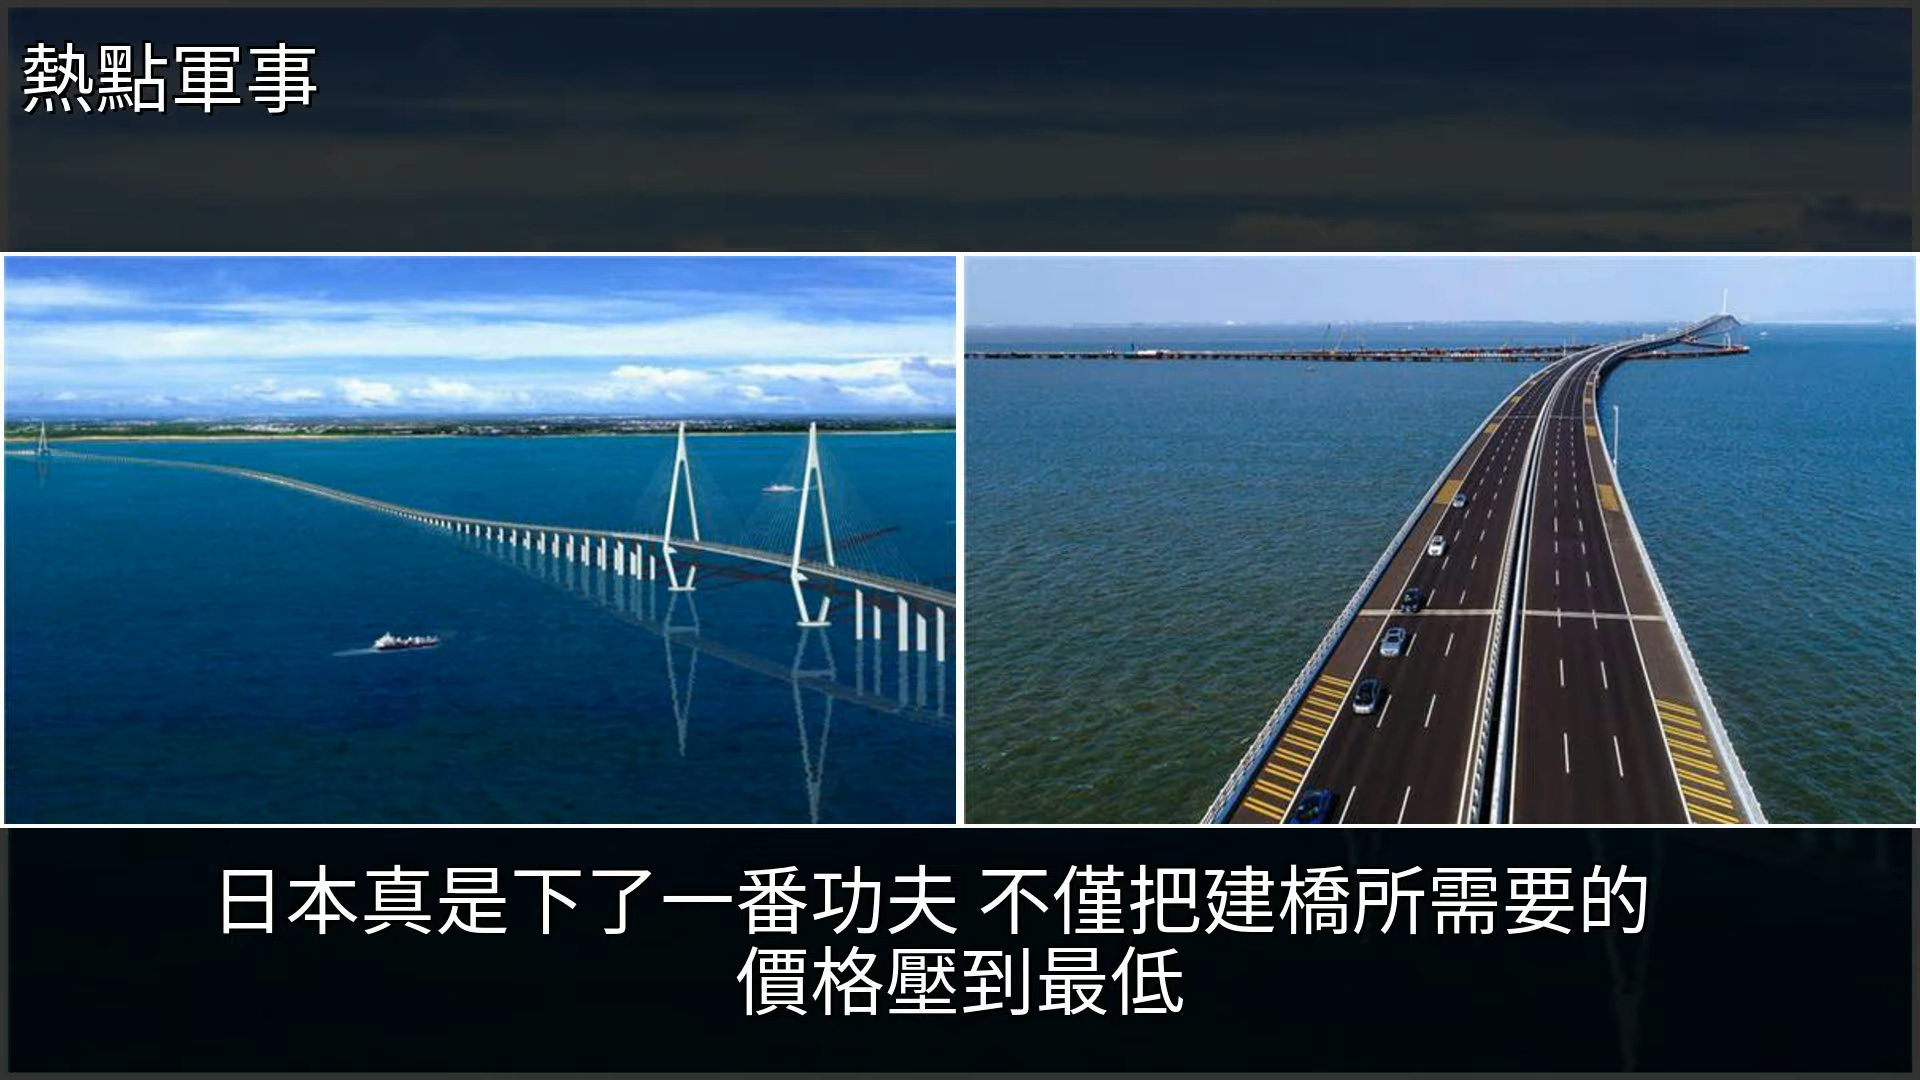 熱點軍事
日本真是下了一番功夫 不僅把建橋所需要的
價格壓到最低